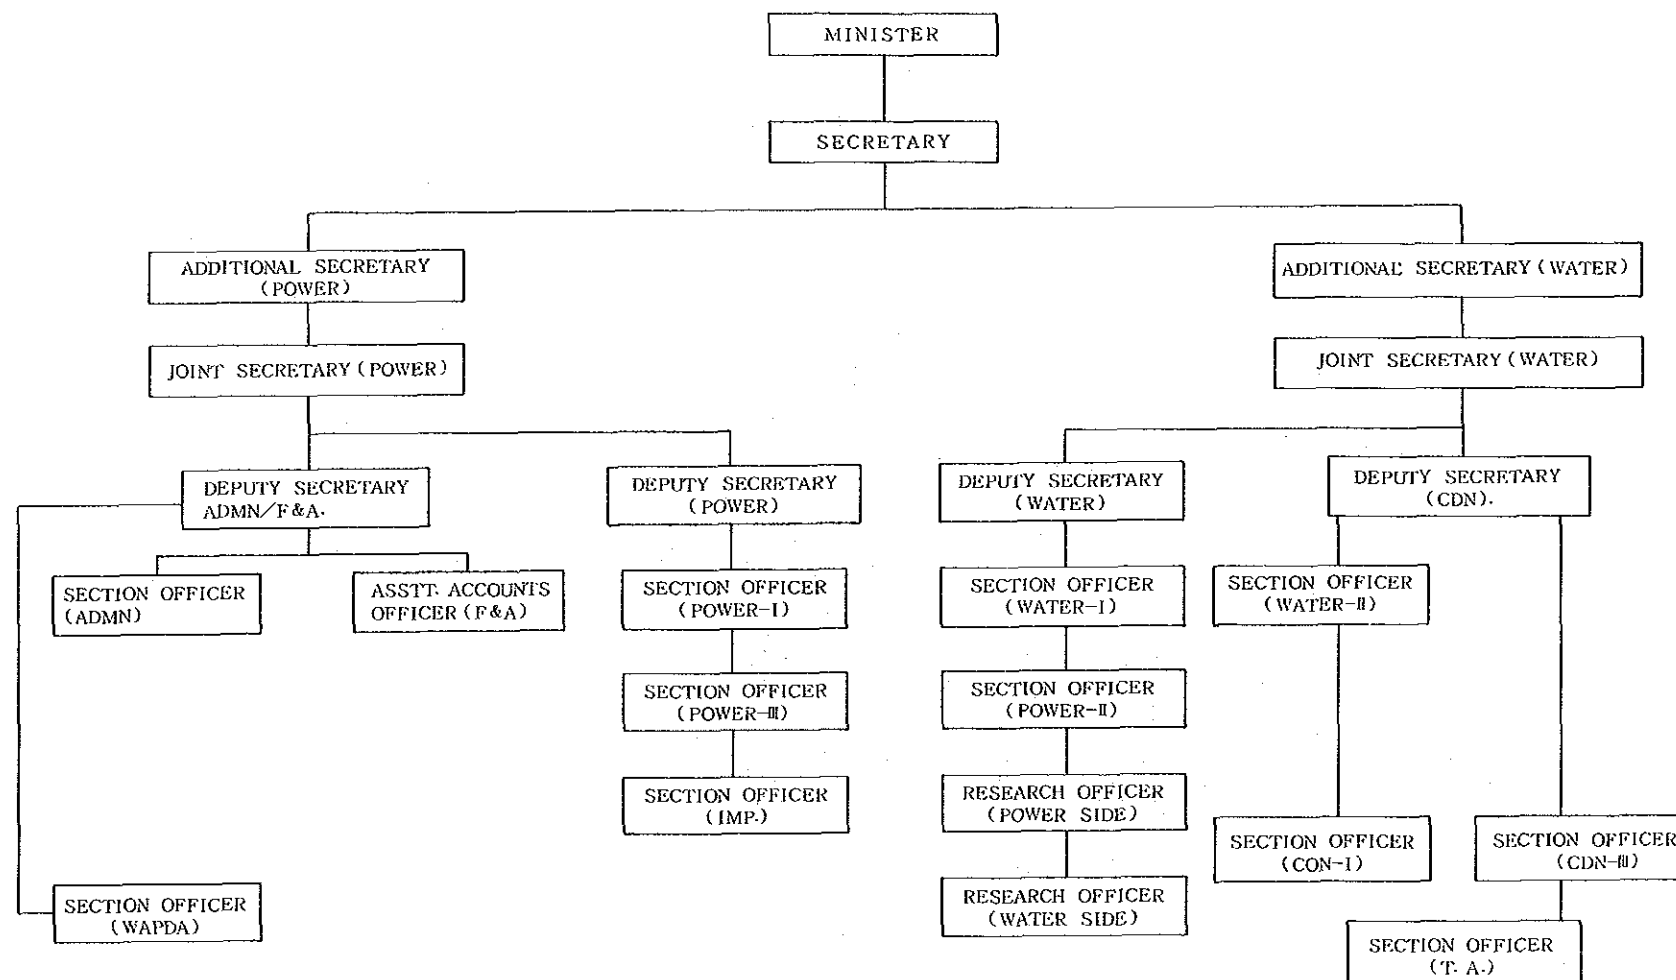 MINISTER
SECRETARY
ADDITIONAL SECRETARY
(POWER)
ADDITIONAL SECRETARY (WATER)
JOINT SECRETARY (POWER)
JOINT SECRETARY (WATER)
DEPUTY SECRETARY
ADMN/F&A.
DEPUTY SECRETARY
(POWER)
DEPUTY SECRETARY
(WATER)
DEPUTY SECRETARY
(CDN).
SECTION OFFICER
(ADMN)
ASSTT. ACCOUNTS
OFFICER (F&A)
SECTION OFFICER
(POWER-I)
SECTION OFFICER
(WATER-I)
SECTION OFFICER
(WATER-II)
SECTION OFFICER
(POWER-III)
SECTION OFFICER
(POWER-II)
SECTION OFFICER
(IMP.)
RESEARCH OFFICER
(POWER SIDE)
SECTION OFFICER
(CON-I)
SECTION OFFICER
(CDN-III)
SECTION OFFICER
(WAPDA)
RESEARCH OFFICER
(WATER SIDE)
SECTION OFFICER
(T. A.)